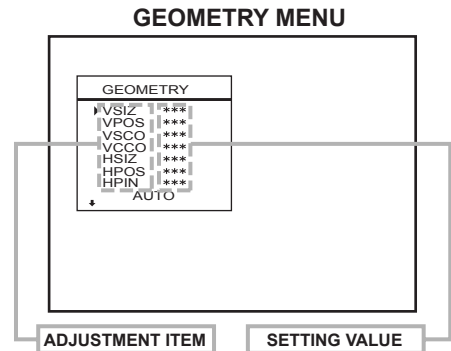 GEOMETRY MENU
GEOMETRY
VSIZ ***
VPOS ***
VSCO ***
VCCO ***
HSIZ ***
HPOS ***
HPIN ***
AUTO
ADJUSTMENT ITEM
SETTING VALUE